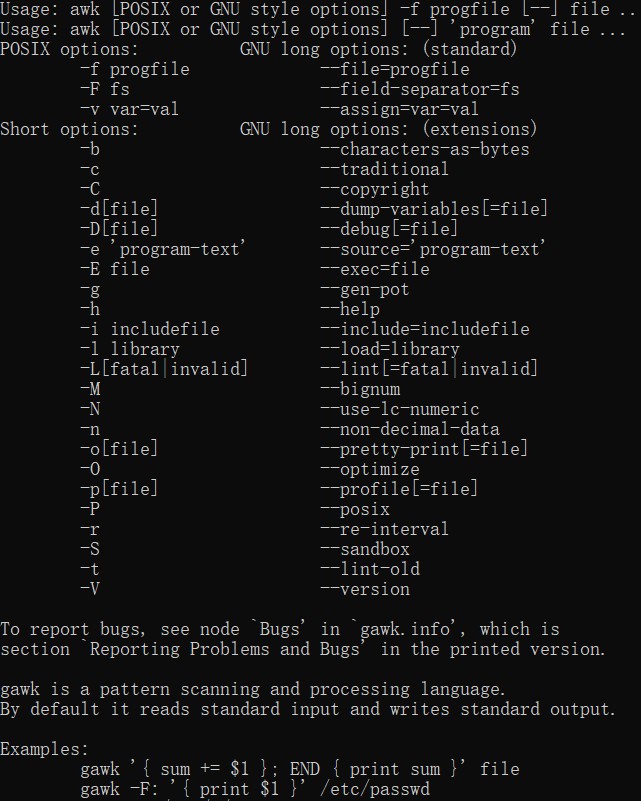 Usage: awk [POSIX or GNU style options] -f progfile [--] file ..
Usage: awk [POSIX or GNU style options] [--] 'program' file ...
POSIX options:          GNU long options: (standard)
        -f progfile             --file=progfile
        -F fs                   --field-separator=fs
        -v var=val              --assign=var=val
Short options:          GNU long options: (extensions)
        -b                      --characters-as-bytes
        -c                      --traditional
        -C                      --copyright
        -d[file]                --dump-variables[=file]
        -D[file]                --debug[=file]
        -e 'program-text'       --source='program-text'
        -E file                 --exec=file
        -g                      --gen-pot
        -h                      --help
        -i includefile          --include=includefile
        -l library              --load=library
        -L[fatal|invalid]       --lint[=fatal|invalid]
        -M                      --bignum
        -N                      --use-lc-numeric
        -n                      --non-decimal-data
        -o[file]                --pretty-print[=file]
        -O                      --optimize
        -p[file]                --profile[=file]
        -P                      --posix
        -r                      --re-interval
        -S                      --sandbox
        -t                      --lint-old
        -V                      --version

To report bugs, see node `Bugs' in `gawk.info', which is
section `Reporting Problems and Bugs' in the printed version.

gawk is a pattern scanning and processing language.
By default it reads standard input and writes standard output.

Examples:
        gawk '{ sum += $1 }; END { print sum }' file
        gawk -F: '{ print $1 }' /etc/passwd